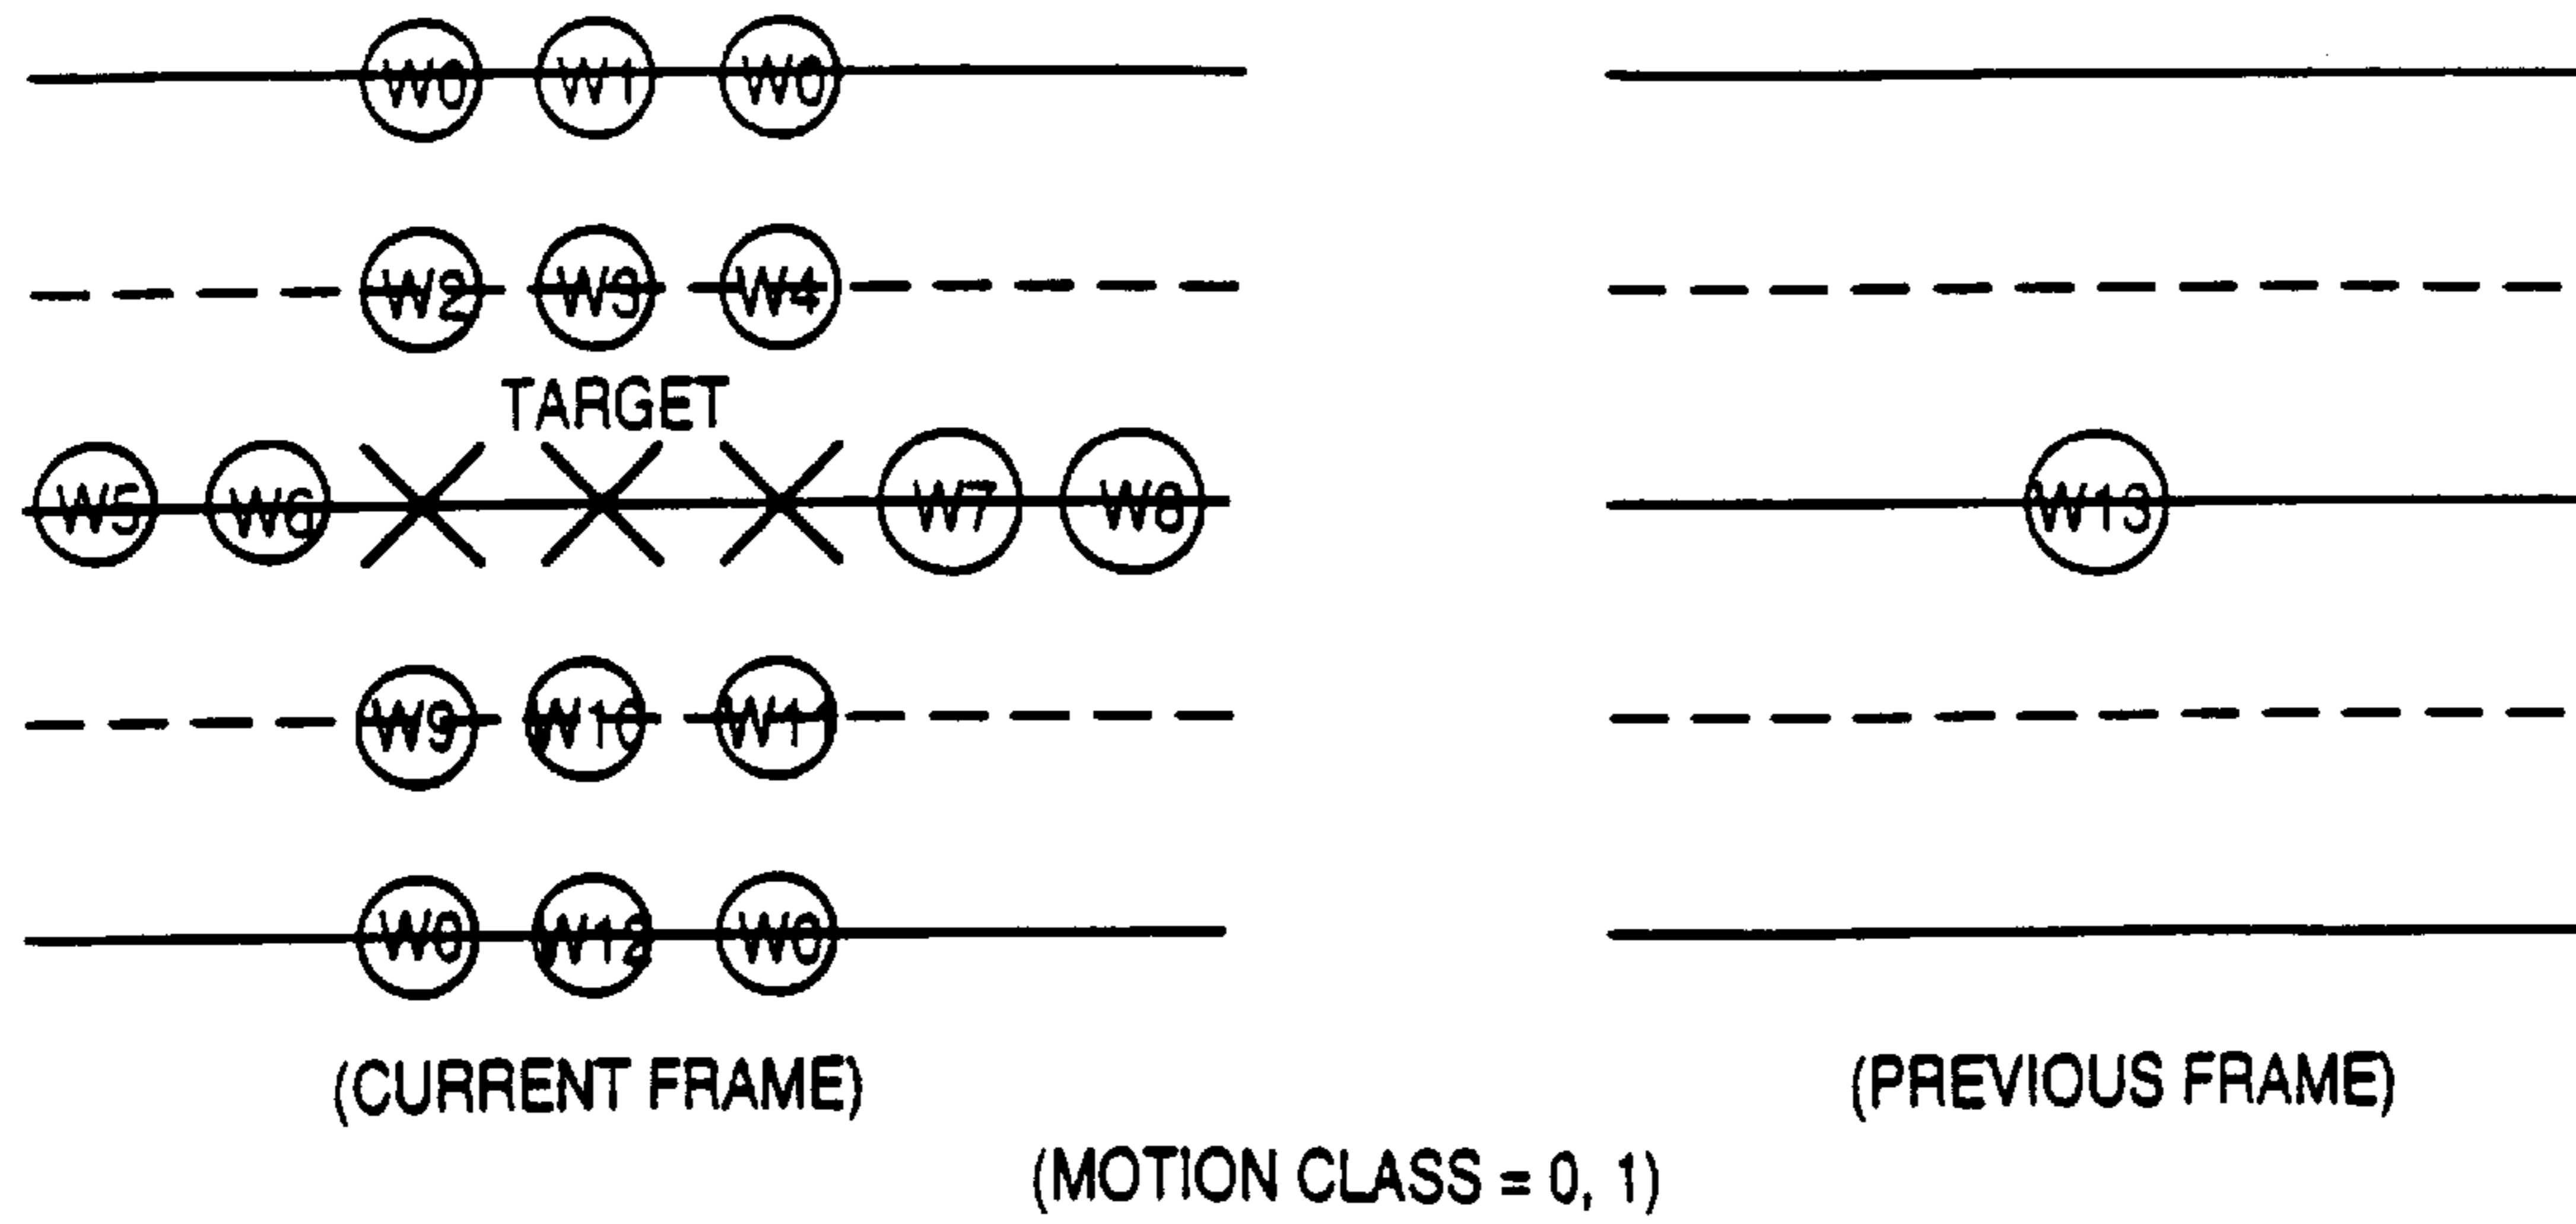 W0 W1 W0
W2 W3 W4
TARGET
W5 W6 W7 W8 W13
W9 W10 W11
W0 W12 W0
(CURRENT FRAME) (PREVIOUS FRAME)
(MOTION CLASS = 0, 1)